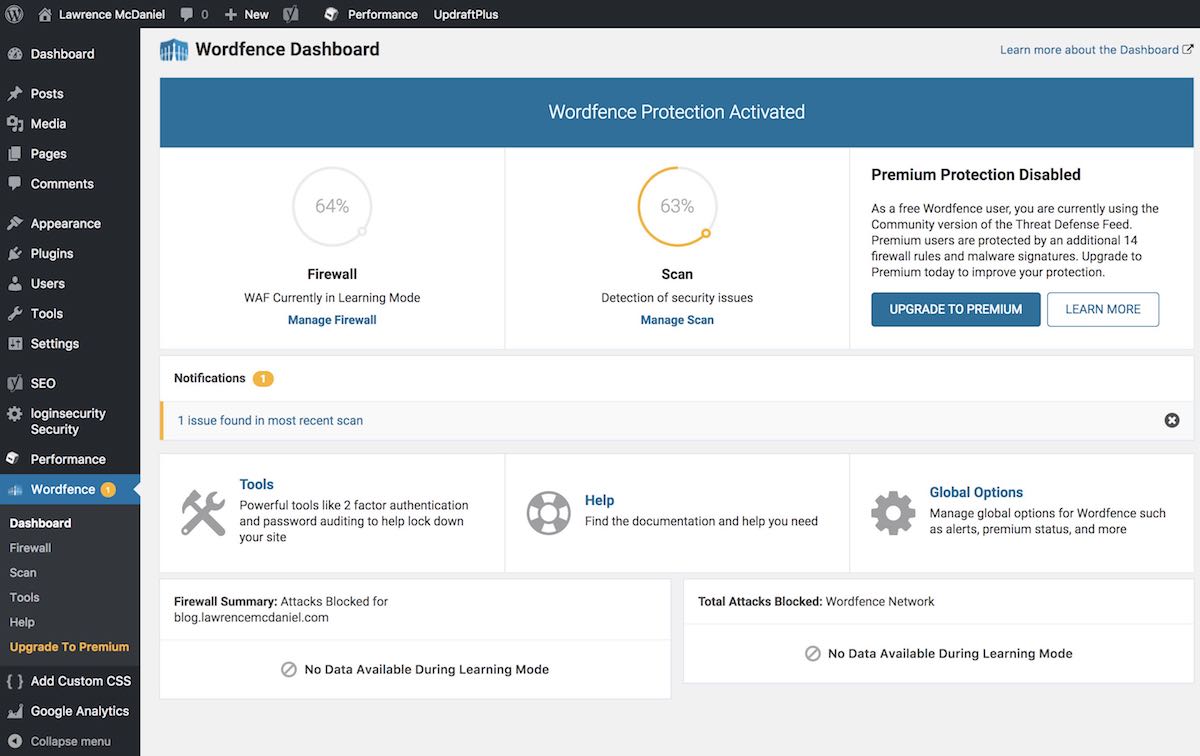 Lawrence McDaniel 0 New Performance UpdraftPlus
Dashboard
Posts
Media
Pages
Comments
Appearance
Plugins
Users
Tools
Settings
SEO
loginsecurity
Security
Performance
Wordfence 1
Dashboard
Firewall
Scan
Tools
Help
Upgrade To Premium
{ } Add Custom CSS
Google Analytics
Collapse menu
Wordfence Dashboard
Learn more about the Dashboard
Wordfence Protection Activated
64%
Firewall
WAF Currently in Learning Mode
Manage Firewall
63%
Scan
Detection of security issues
Manage Scan
Premium Protection Disabled
As a free Wordfence user, you are currently using the
Community version of the Threat Defense Feed.
Premium users are protected by an additional 14
firewall rules and malware signatures. Upgrade to
Premium today to improve your protection.
UPGRADE TO PREMIUM LEARN MORE
Notifications 1
1 issue found in most recent scan
Tools
Powerful tools like 2 factor authentication
and password auditing to help lock down
your site
Help
Find the documentation and help you need
Global Options
Manage global options for Wordfence such
as alerts, premium status, and more
Firewall Summary: Attacks Blocked for
blog.lawrencemcdaniel.com
No Data Available During Learning Mode
Total Attacks Blocked: Wordfence Network
No Data Available During Learning Mode